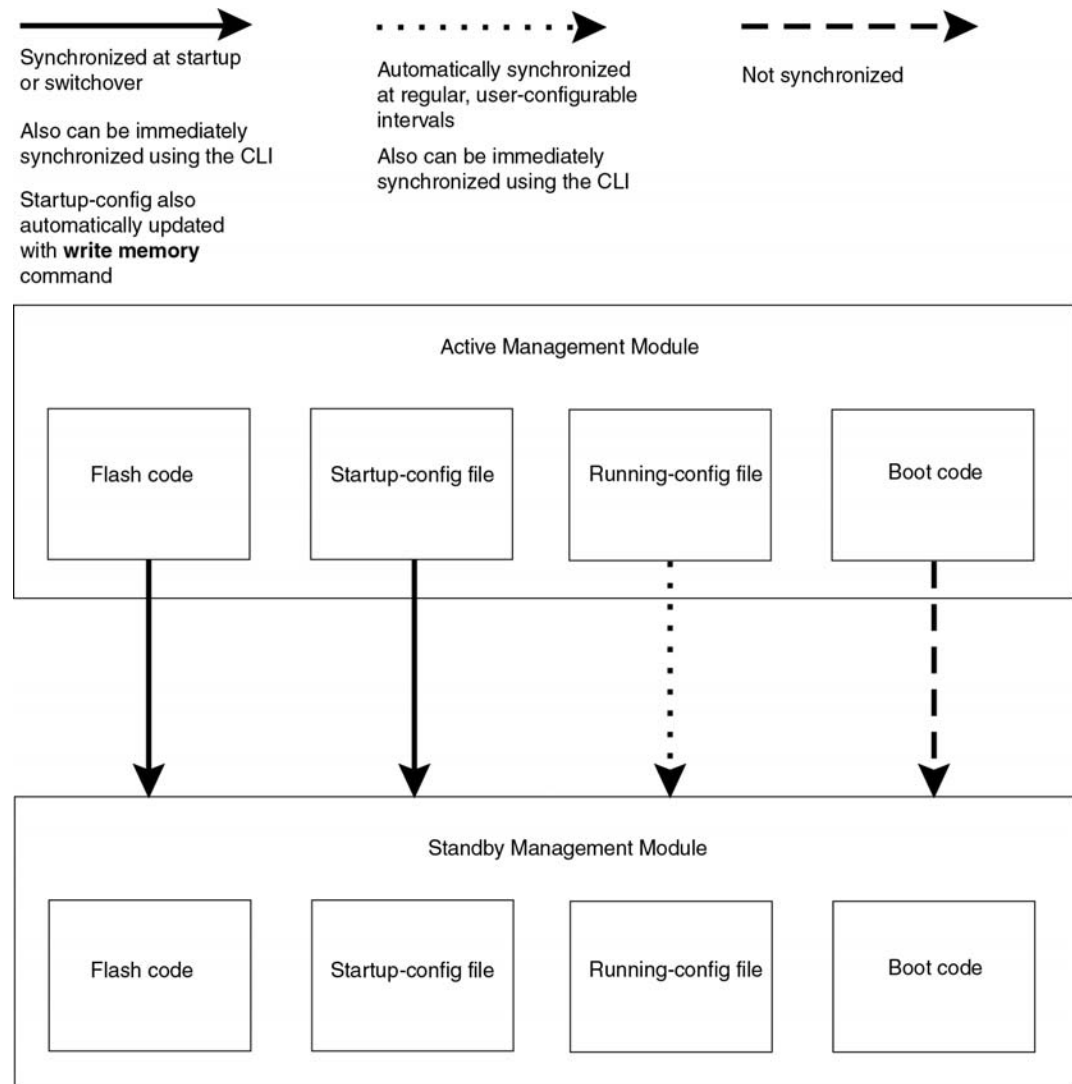 Synchronized at startup
or switchover
Also can be immediately
synchronized using the CLI
Startup-config also
automatically updated
with write memory
command
Automatically synchronized
at regular, user-configurable
intervals
Also can be immediately
synchronized using the CLI
Not synchronized
Active Management Module
Flash code
Startup-config file
Running-config file
Boot code
Standby Management Module
Flash code
Startup-config file
Running-config file
Boot code